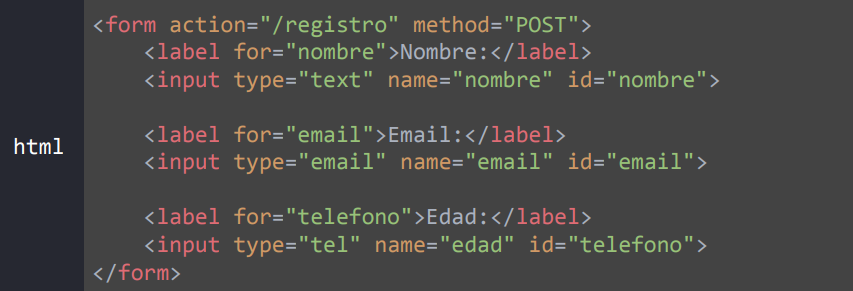 <form action="/registro" method="POST">
<label for="nombre">Nombre:</label>
<input type="text" name="nombre" id="nombre">
html
<label for="email">Email:</label>
<input type="email" name="email" id="email">
<label for="telefono">Edad:</label>
<input type="tel" name="edad" id="telefono">
</form>